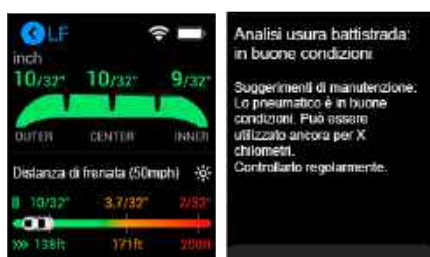 LF
inch
10/32" 10/32" 9/32"
OUTER CENTER INNER
Distanza di frenata (50mph)
10/32" 3.7/32" 2/32"
>>> 138ft 171ft 200ft
Analisi usura battistrada:
in buone condizioni
Suggerimenti di manutenzione:
Lo pneumatico è in buone
condizioni. Può essere
utilizzato ancora per X
chilometri.
Controllarlo regolarmente.